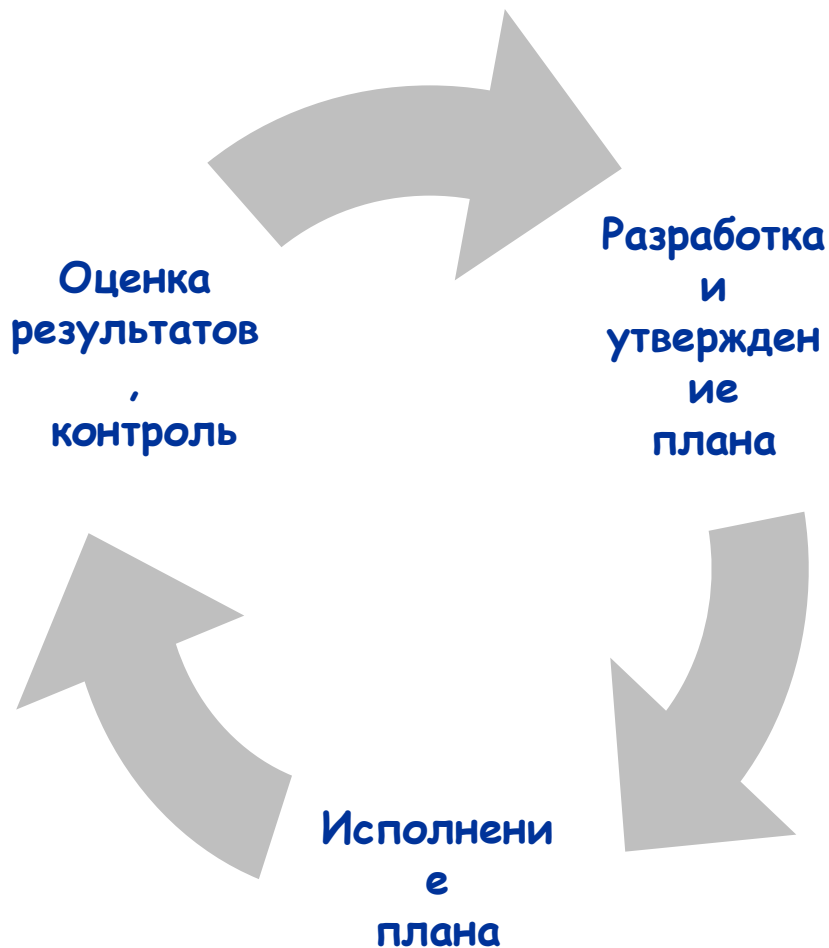 Разработка
и
утвержден
ие
плана
Оценка
результатов
,
контроль
Исполнени
е
плана